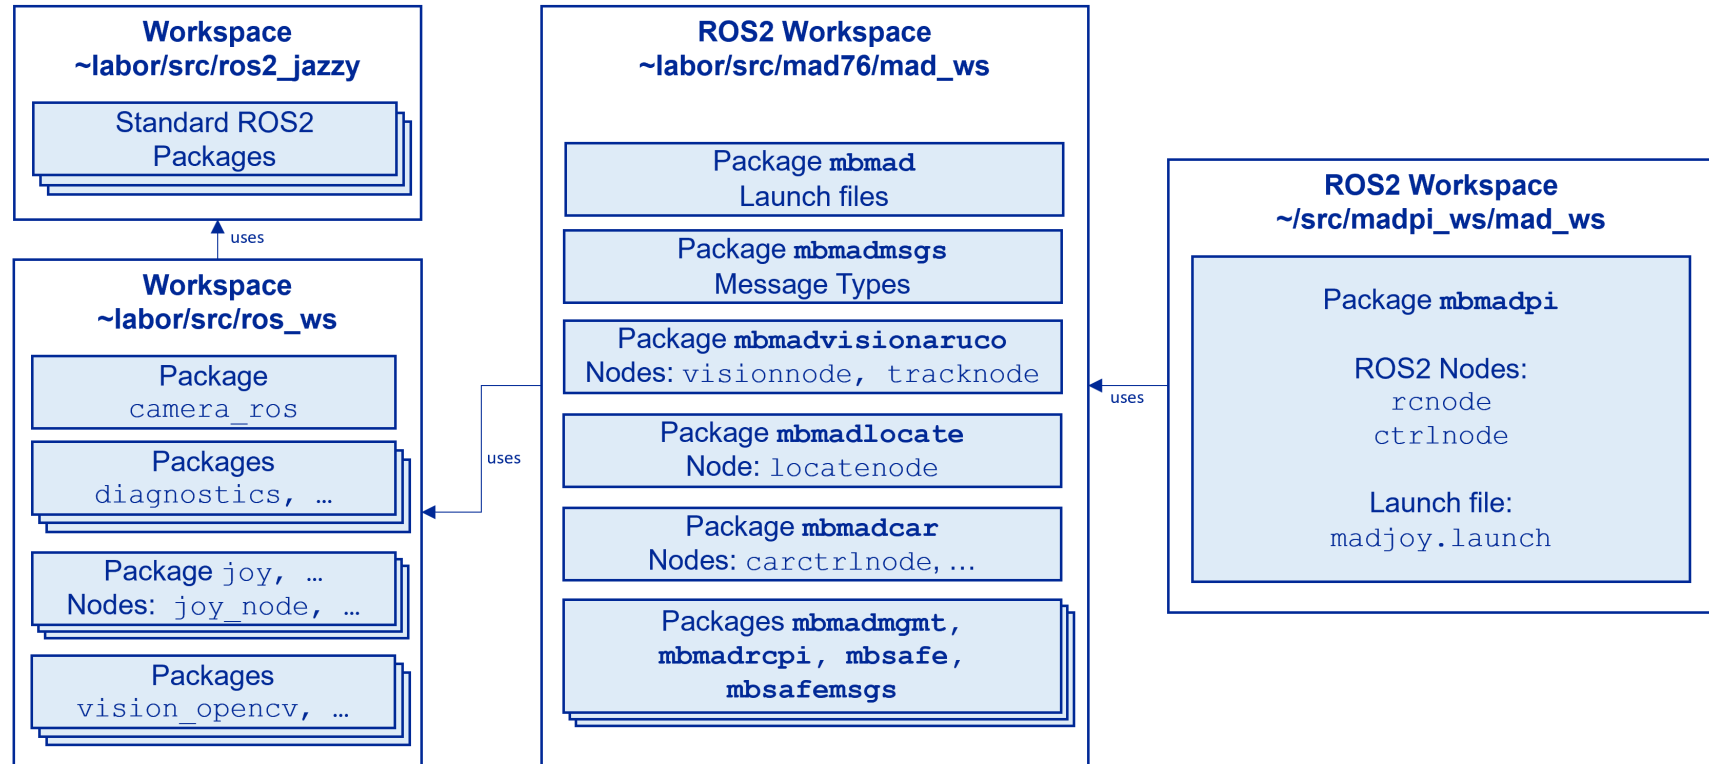 Workspace
~labor/src/ros2_jazzy
Standard ROS2
Packages
uses
Workspace
~labor/src/ros_ws
Package
camera_ros
Packages
diagnostics, …
Package joy, …
Nodes: joy_node, …
Packages
vision_opencv, …
uses
ROS2 Workspace
~labor/src/mad76/mad_ws
Package mbmad
Launch files
Package mbmadmsgs
Message Types
Package mbmadvisionaruco
Nodes: visionnode, tracknode
Package mbmadlocate
Node: locatenode
Package mbmadcar
Nodes: carctrlnode, …
Packages mbmadmgmt,
mbmadrcpi, mbsafe,
mbsafemsgs
uses
ROS2 Workspace
~/src/madpi_ws/mad_ws
Package mbmadpi
ROS2 Nodes:
rcnode
ctrlnode
Launch file:
madjoy.launch